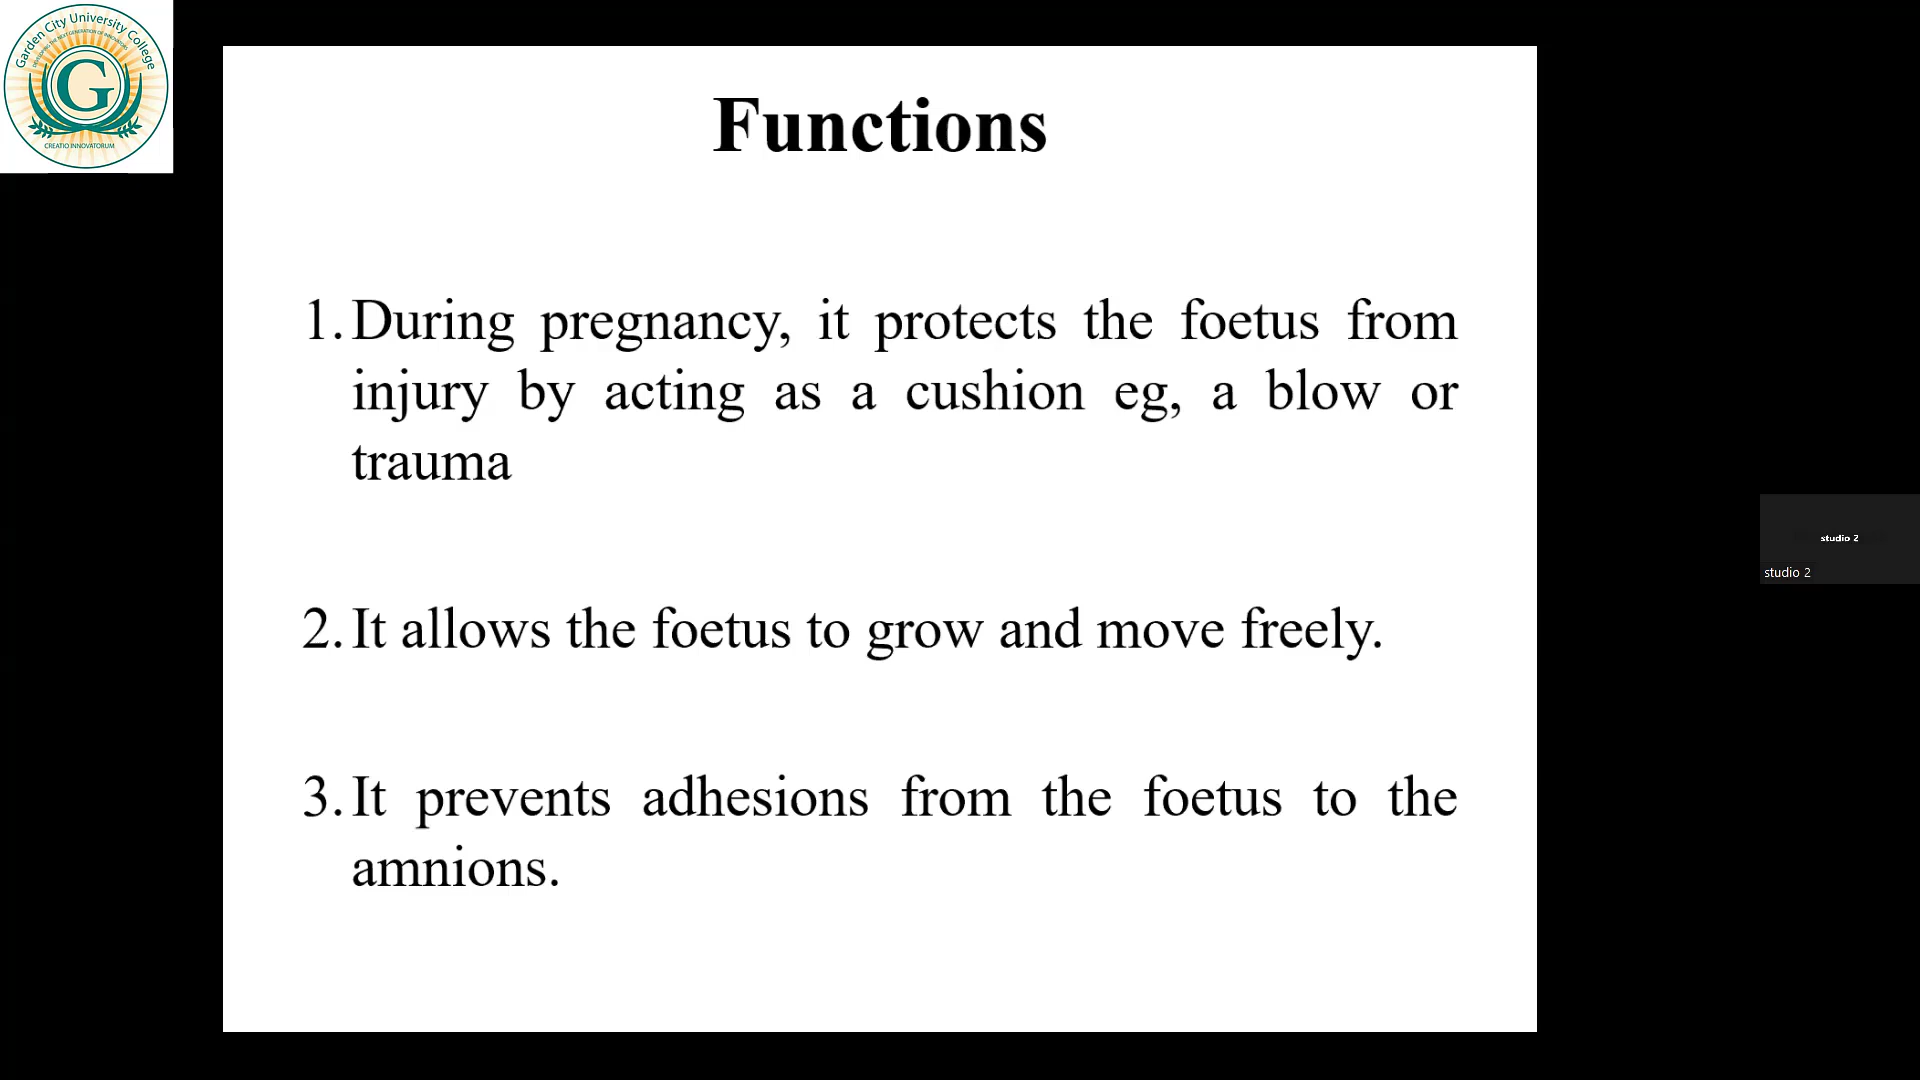 Garden City University College
G
CREATIO INNOVATORUM
Functions
1. During pregnancy, it protects the foetus from
injury by acting as a cushion eg, a blow or
trauma
2. It allows the foetus to grow and move freely.
3. It prevents adhesions from the foetus to the
amnions.
studio 2
studio 2